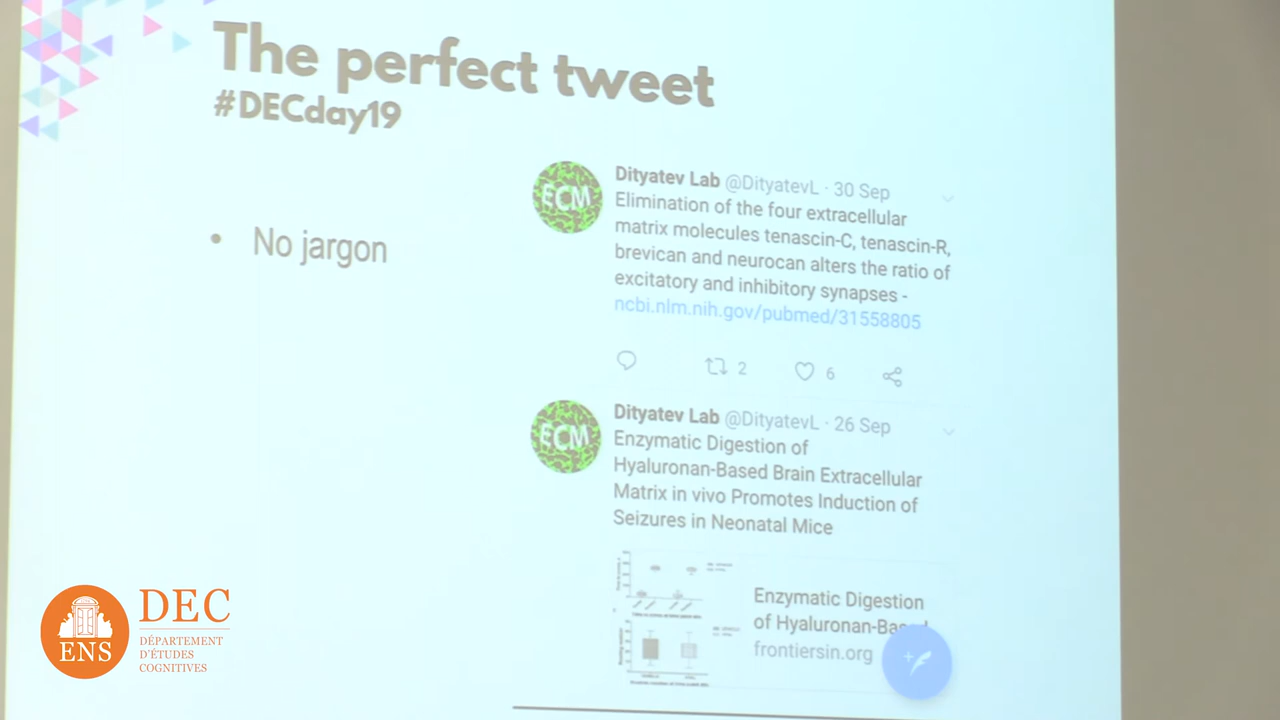 The perfect tweet
#DECday19
• No jargon
Dityatev Lab @DityatevL · 30 Sep
Elimination of the four extracellular
matrix molecules tenascin-C, tenascin-R,
brevican and neurocan alters the ratio of
excitatory and inhibitory synapses -
ncbi.nlm.nih.gov/pubmed/31558805
2 6
ECM
Dityatev Lab @DityatevL · 26 Sep
Enzymatic Digestion of
Hyaluronan-Based Brain Extracellular
Matrix in vivo Promotes Induction of
Seizures in Neonatal Mice
ECM
Enzymatic Digestion
of Hyaluronan-Based
frontiersin.org
ENS
DEC
DÉPARTEMENT
D'ÉTUDES
COGNITIVES